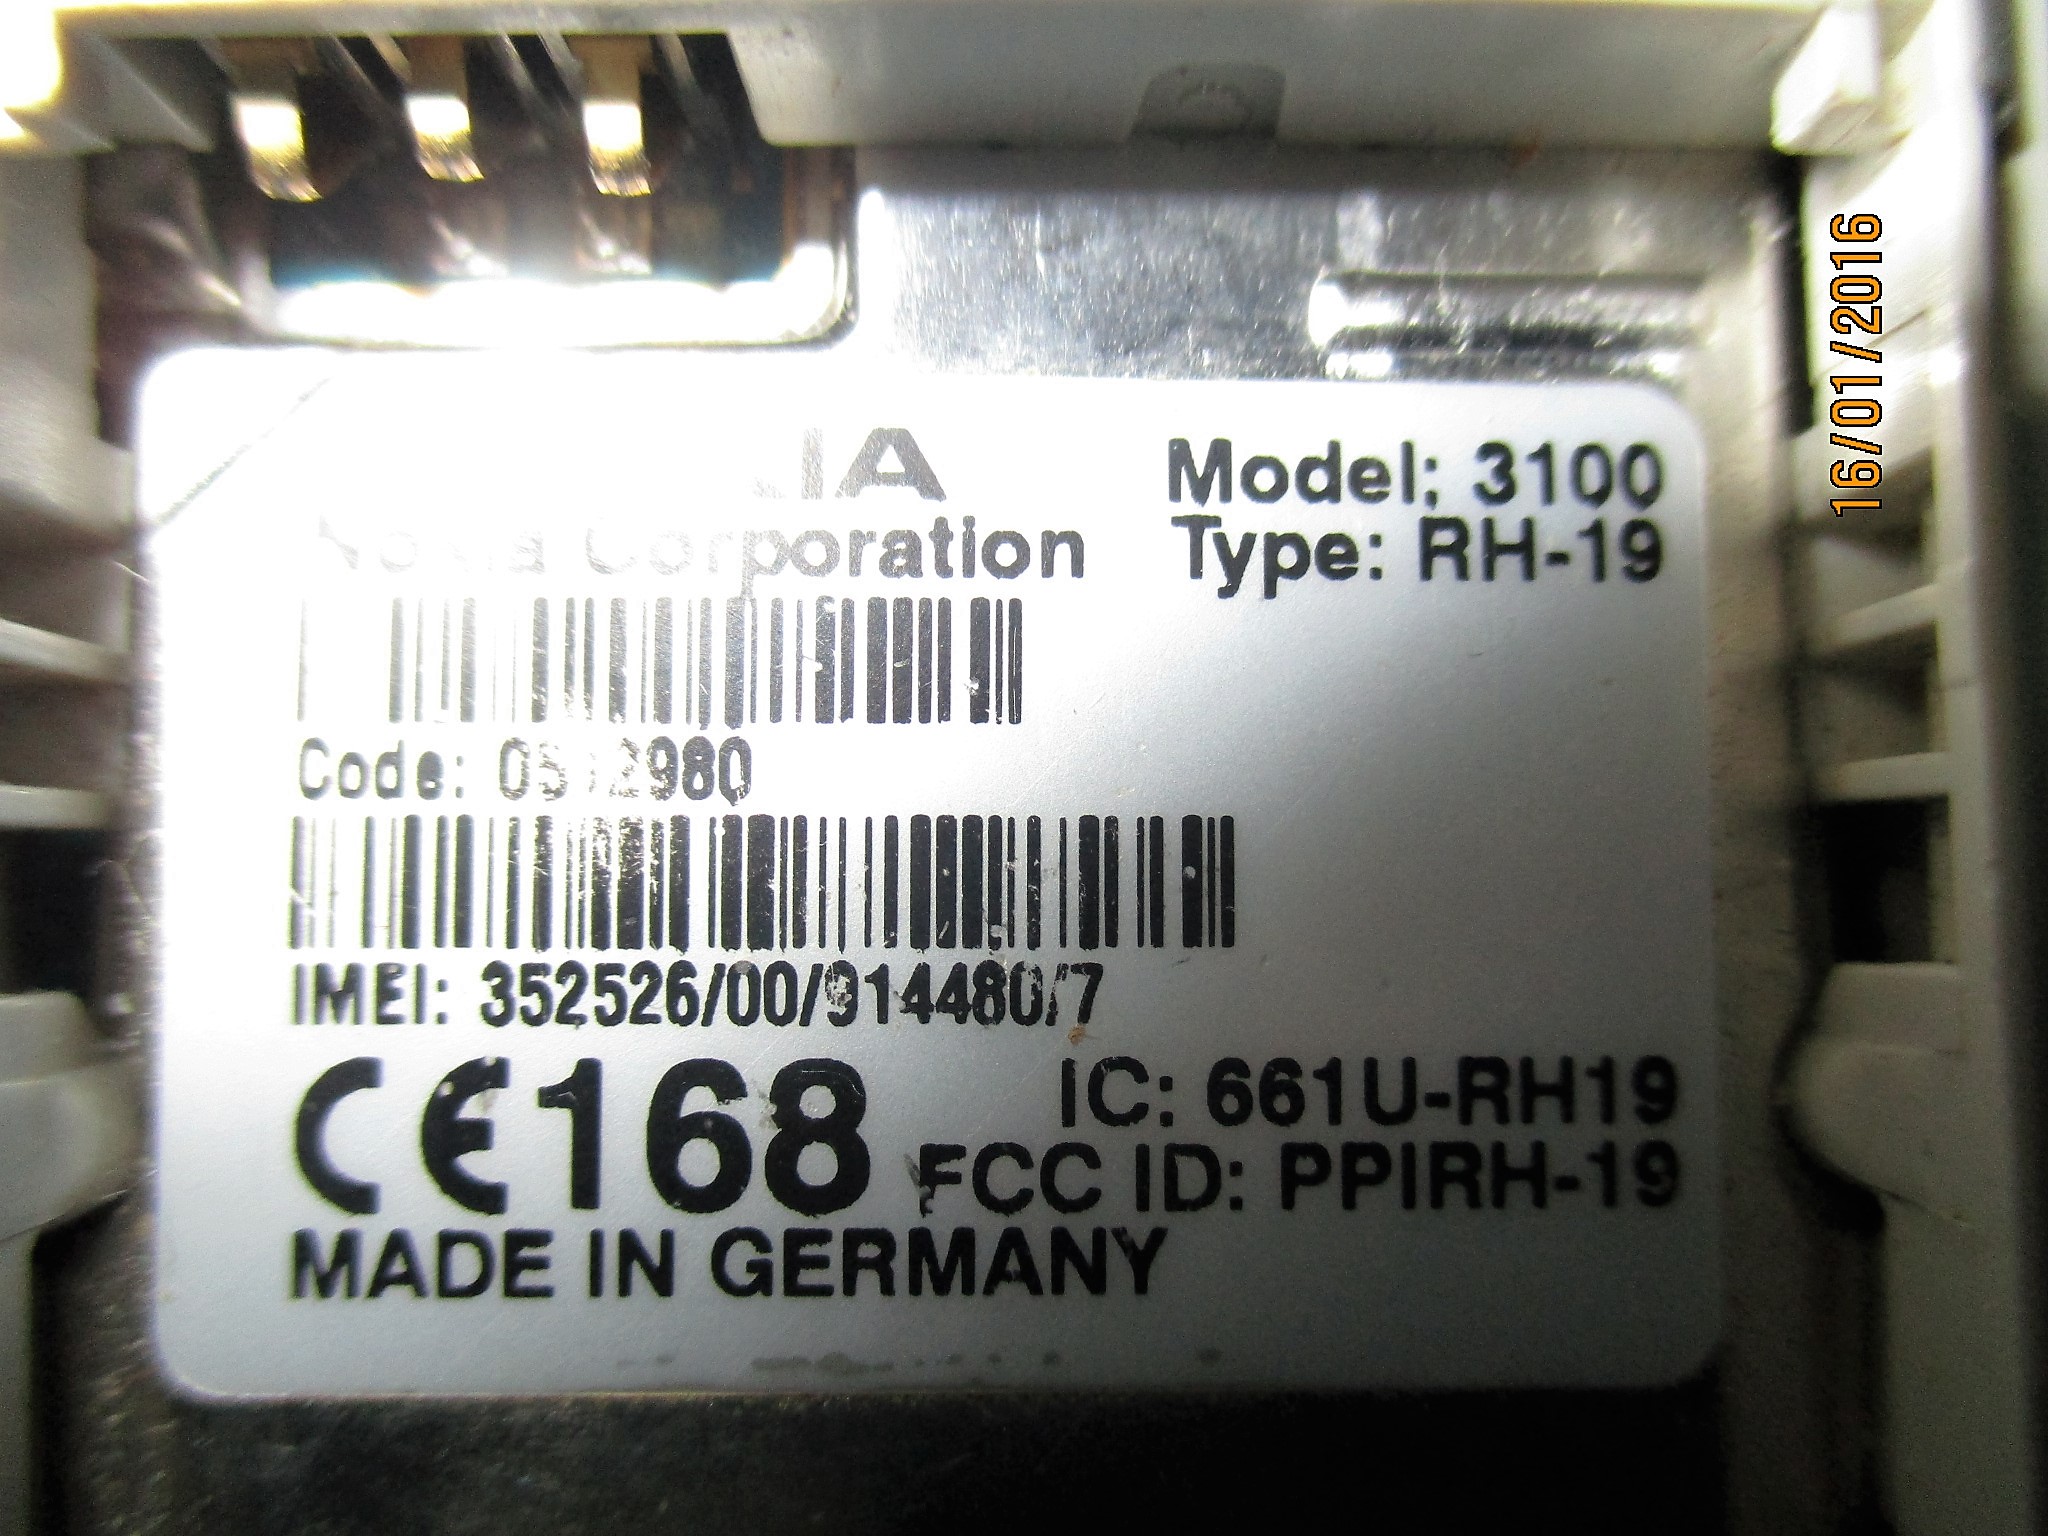 Model: 3100
Nokia Corporation
Type: RH-19
Code:
IMEI: 352526/00/914480/7
CE168
IC: 661U-RH19
FCC ID: PPIRH-19
MADE IN GERMANY
16/01/2016